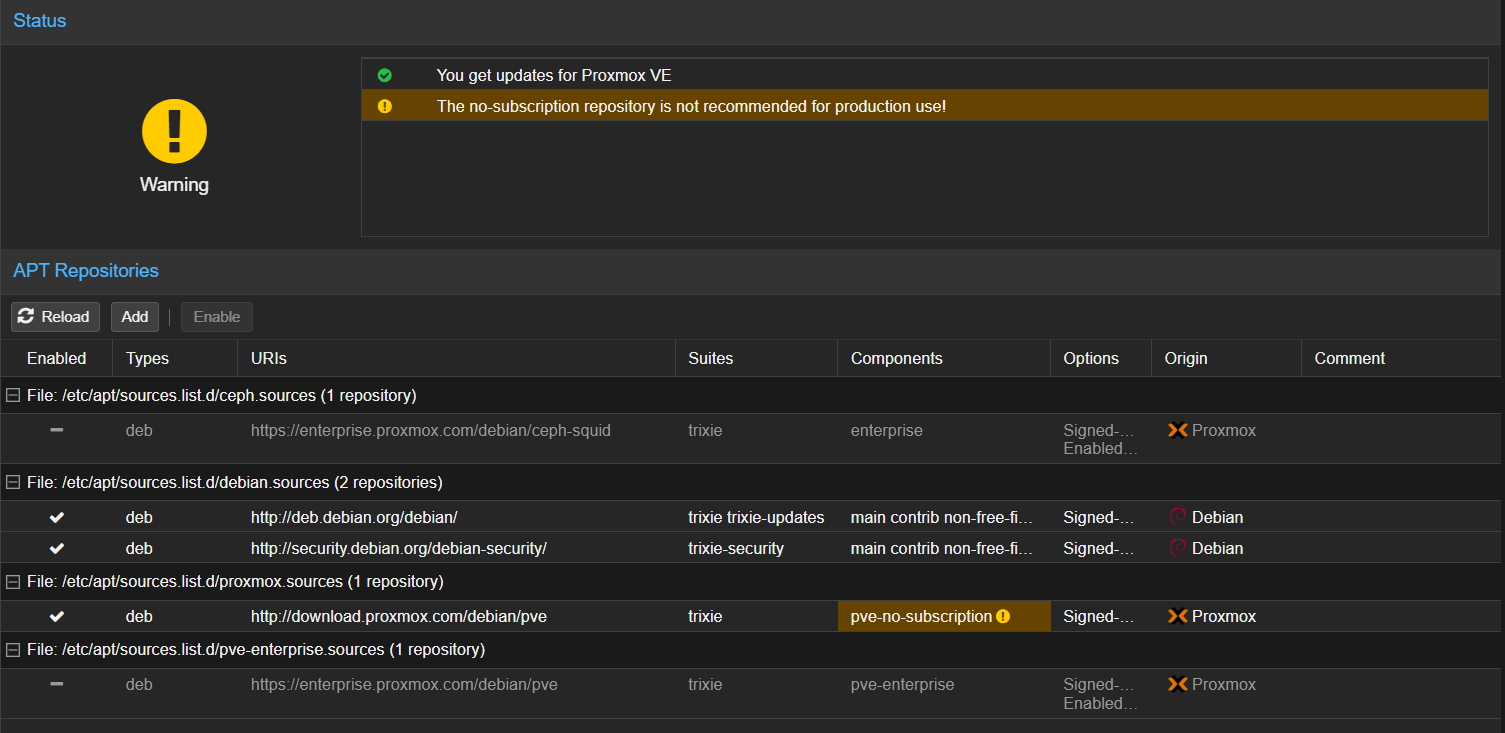 Status
You get updates for Proxmox VE
The no-subscription repository is not recommended for production use!
Warning
APT Repositories
Reload Add Enable
Enabled Types URIs Suites Components Options Origin Comment
File: /etc/apt/sources.list.d/ceph.sources (1 repository)
deb https://enterprise.proxmox.com/debian/ceph-squid trixie enterprise Signed-... Proxmox
Enabled...
File: /etc/apt/sources.list.d/debian.sources (2 repositories)
deb http://deb.debian.org/debian/ trixie trixie-updates main contrib non-free-fi... Signed-... Debian
deb http://security.debian.org/debian-security/ trixie-security main contrib non-free-fi... Signed-... Debian
File: /etc/apt/sources.list.d/proxmox.sources (1 repository)
deb http://download.proxmox.com/debian/pve trixie pve-no-subscription Signed-... Proxmox
File: /etc/apt/sources.list.d/pve-enterprise.sources (1 repository)
deb https://enterprise.proxmox.com/debian/pve trixie pve-enterprise Signed-... Proxmox
Enabled...